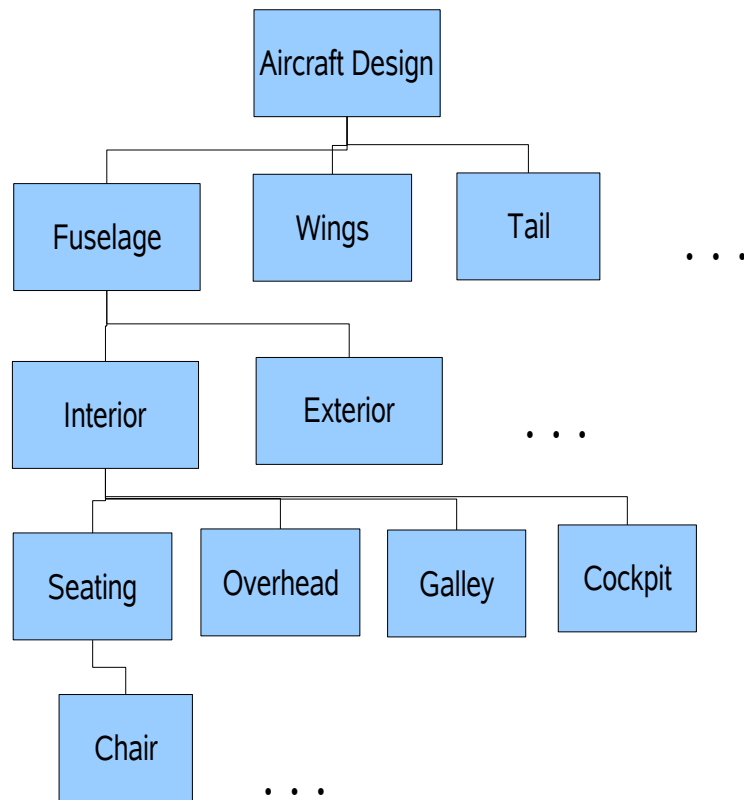 Aircraft Design
Fuselage
Wings
Tail
. . .
Interior
Exterior
. . .
Seating
Overhead
Galley
Cockpit
Chair
. . .